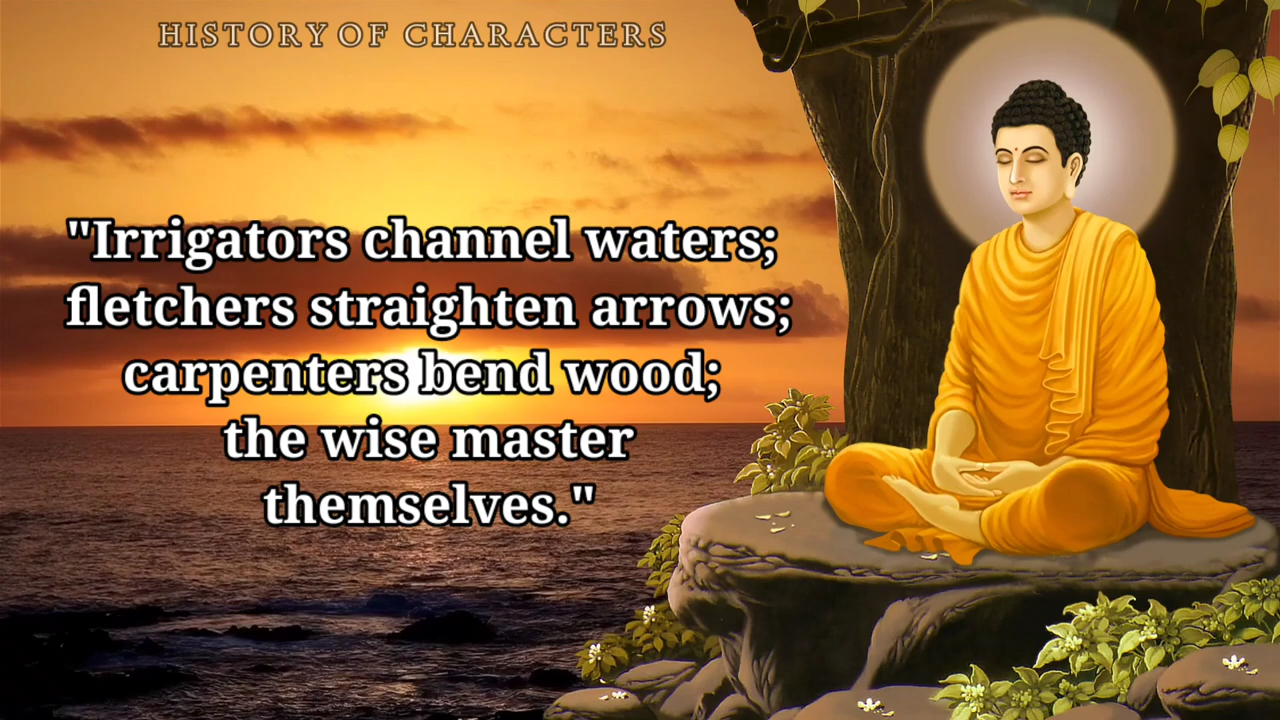 HISTORY OF CHARACTERS
"Irrigators channel waters;
fletchers straighten arrows;
carpenters bend wood;
the wise master
themselves."